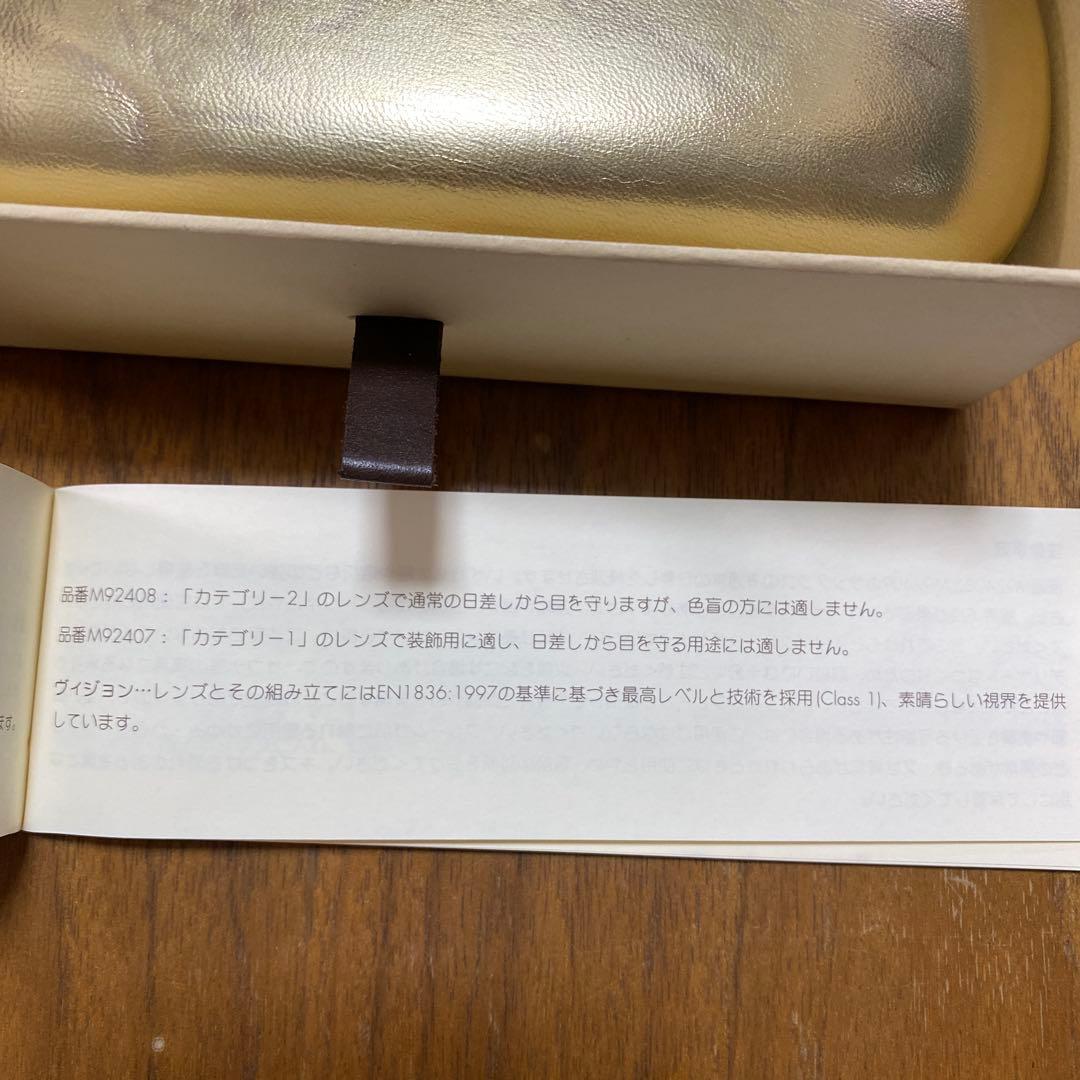 品番M92408：「カテゴリー2」のレンズで通常の日差しから目を守りますが、色盲の方には適しません。
品番M92407：「カテゴリー1」のレンズで装飾用に適し、日差しから目を守る用途には適しません。
ヴィジョン…レンズとその組み立てにはEN1836:1997の基準に基づき最高レベルと技術を採用(Class 1)、素晴らしい視界を提供
しています。
ます。